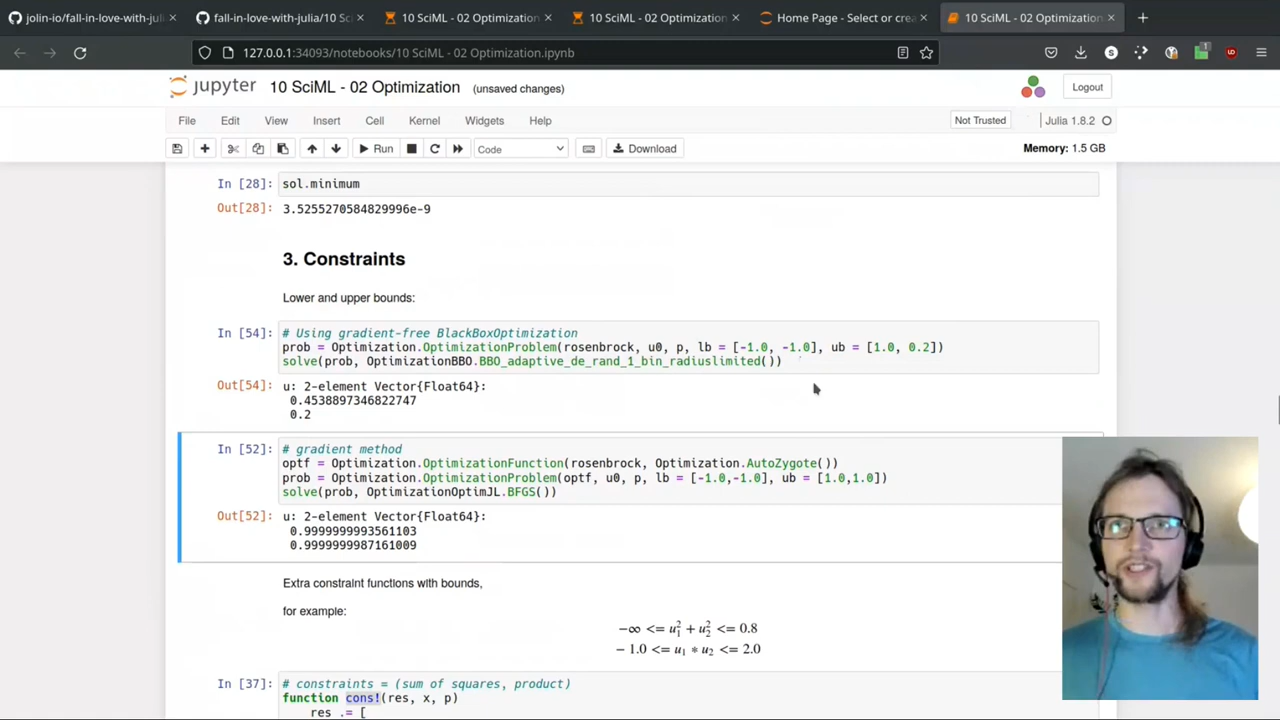 jolin-io/fall-in-love-with-juli
fall-in-love-with-julia/10 Sci
10 SciML - 02 Optimization
10 SciML - 02 Optimization
Home Page - Select or crea
10 SciML - 02 Optimization
127.0.0.1:34093/notebooks/10 SciML - 02 Optimization.ipynb
jupyter 10 SciML - 02 Optimization (unsaved changes)
Logout
File Edit View Insert Cell Kernel Widgets Help
Not Trusted
Julia 1.8.2
Run Code Download
Memory: 1.5 GB
In [28]: sol.minimum
Out[28]: 3.5255270584829996e-9
3. Constraints
Lower and upper bounds:
In [54]: # Using gradient-free BlackBoxOptimization
prob = Optimization.OptimizationProblem(rosenbrock, u0, p, lb = [-1.0, -1.0], ub = [1.0, 0.2])
solve(prob, OptimizationBBO.BBO_adaptive_de_rand_1_bin_radiuslimited())
Out[54]: u: 2-element Vector{Float64}:
0.4538897346822747
0.2
In [52]: # gradient method
optf = Optimization.OptimizationFunction(rosenbrock, Optimization.AutoZygote())
prob = Optimization.OptimizationProblem(optf, u0, p, lb = [-1.0,-1.0], ub = [1.0,1.0])
solve(prob, OptimizationOptimJL.BFGS())
Out[52]: u: 2-element Vector{Float64}:
0.9999999993561103
0.9999999987161009
Extra constraint functions with bounds,
for example:
−∞ <= u₁² + u₂² <= 0.8
− 1.0 <= u₁ * u₂ <= 2.0
In [37]: # constraints = (sum of squares, product)
function cons!(res, x, p)
res .= [